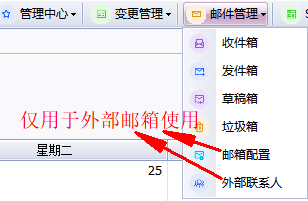 管理中心 变更管理 邮件管理 S
收件箱
发件箱
草稿箱
仅用于外部邮箱使用
垃圾箱
星期二
邮箱配置
25
外部联系人